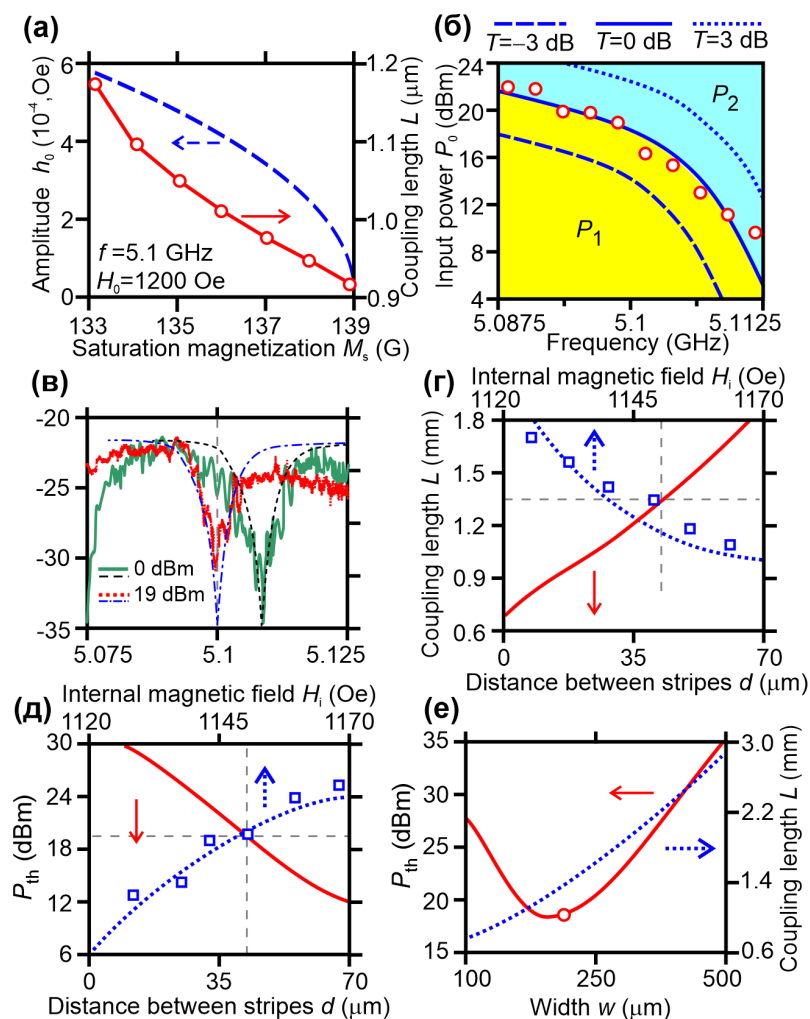 (а)
6
4
2
0
Amplitude h₀ (10⁻⁴, Oe)
1.2
1.1
1.0
0.9
Coupling length L (μm)
f=5.1 GHz
H₀=1200 Oe
133 135 137 139
Saturation magnetization Mₛ (G)
(б)
T=−3 dB T=0 dB T=3 dB
24
20
16
12
8
4
Input power P₀ (dBm)
P₂
P₁
5.0875 5.1 5.1125
Frequency (GHz)
(в)
-20
-25
-30
-35
0 dBm
19 dBm
5.075 5.1 5.125
(г)
Internal magnetic field Hᵢ (Oe)
1120 1145 1170
1.8
1.5
1.2
0.9
0.6
Coupling length L (mm)
0 35 70
Distance between stripes d (μm)
(д)
Internal magnetic field Hᵢ (Oe)
1120 1145 1170
30
24
18
12
6
Pth (dBm)
0 35 70
Distance between stripes d (μm)
(е)
35
30
25
20
15
Pth (dBm)
3.0
2.2
1.4
0.6
Coupling length L (mm)
100 250 500
Width w (μm)